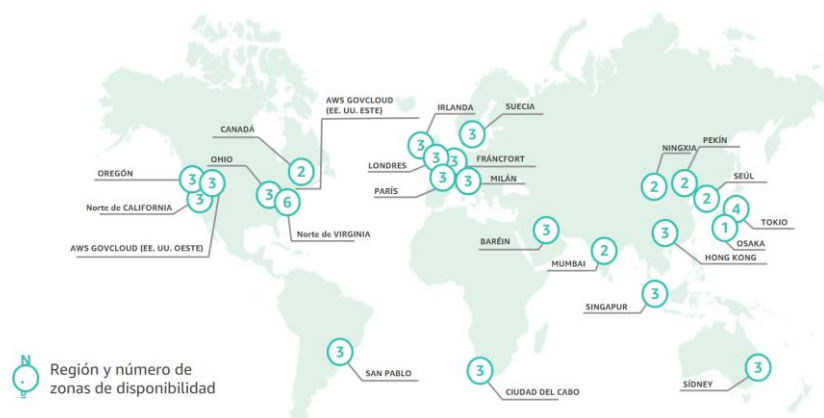 AWS GOVCLOUD
(EE. UU. ESTE)
IRLANDA
SUECIA
CANADÁ
3
3
PEKÍN
NINGXIA
OHIO
LONDRES
3
3
FRÁNCFORT
SEÚL
OREGÓN
3
3
2
3
6
PARÍS
3
3
MILÁN
2
2
2
4
TOKIO
Norte de CALIFORNIA
3
1
OSAKA
AWS GOVCLOUD (EE. UU. OESTE)
Norte de VIRGINIA
BARÉIN
3
MUMBAI
2
3
HONG KONG
SINGAPUR
3
N
.º
Región y número de
zonas de disponibilidad
3
SAN PABLO
3
CIUDAD DEL CABO
SÍDNEY
3